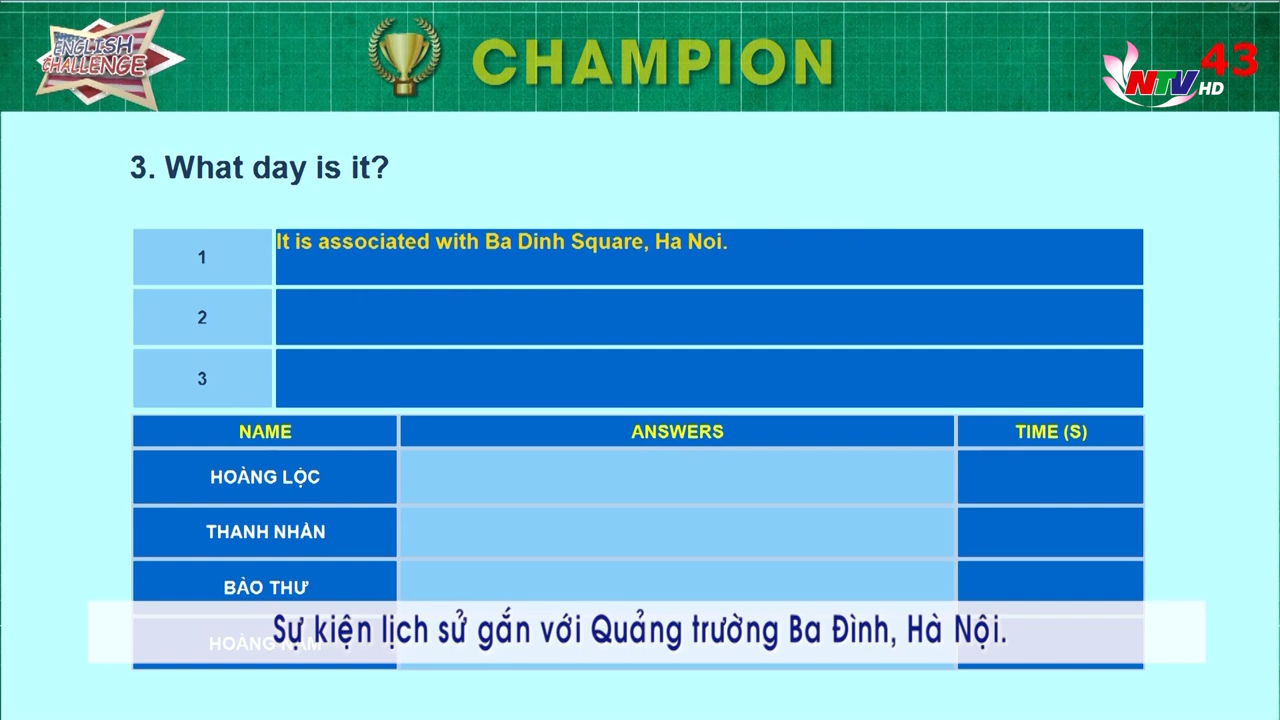 ENGLISH
CHALLENGE
CHAMPION
43
NTV HD
3. What day is it?
1
It is associated with Ba Dinh Square, Ha Noi.
2
3
NAME ANSWERS TIME (S)
HOÀNG LỘC
THANH NHÀN
BẢO THƯ
HOÀNG NAM
Sự kiện lịch sử gắn với Quảng trường Ba Đình, Hà Nội.